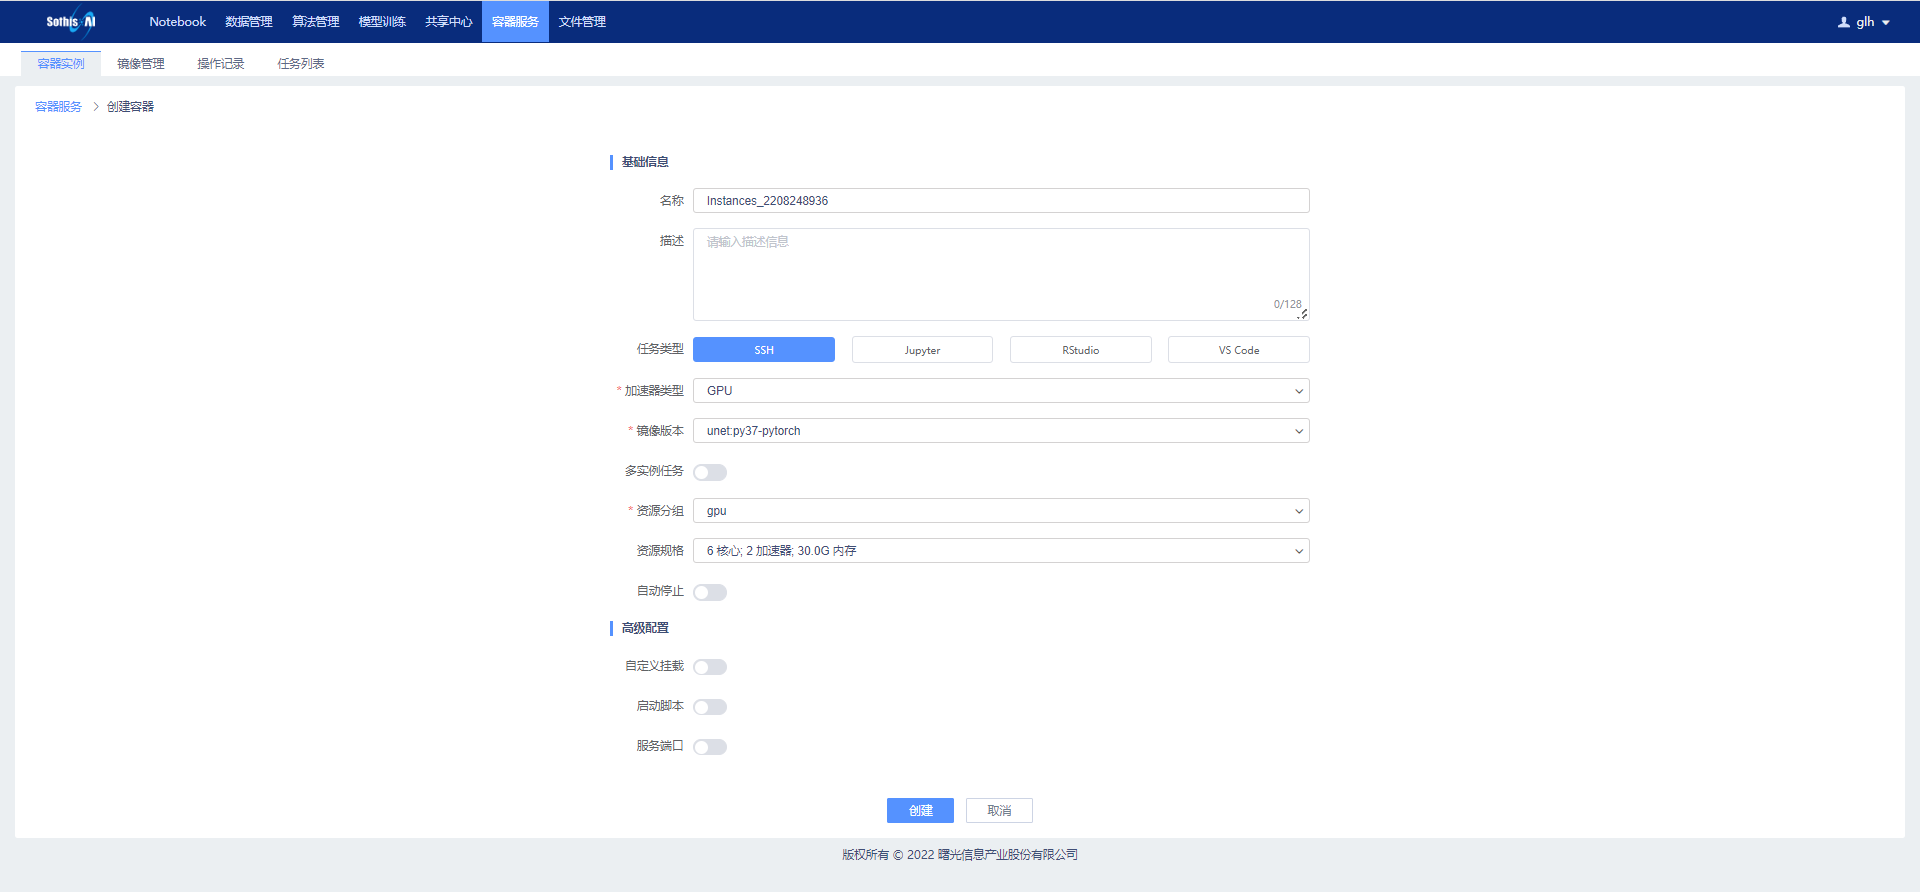 SothisAI Notebook 数据管理 算法管理 模型训练 共享中心 容器服务 文件管理 glh
容器实例 镜像管理 操作记录 任务列表
容器服务 > 创建容器
基础信息
名称 Instances_2208248936
描述 请输入描述信息
0/128
任务类型 SSH Jupyter RStudio VS Code
* 加速器类型 GPU
* 镜像版本 unet:py37-pytorch
多实例任务
* 资源分组 gpu
资源规格 6 核心; 2 加速器; 30.0G 内存
自动停止
高级配置
自定义挂载
启动脚本
服务端口
创建 取消
版权所有 © 2022 曙光信息产业股份有限公司